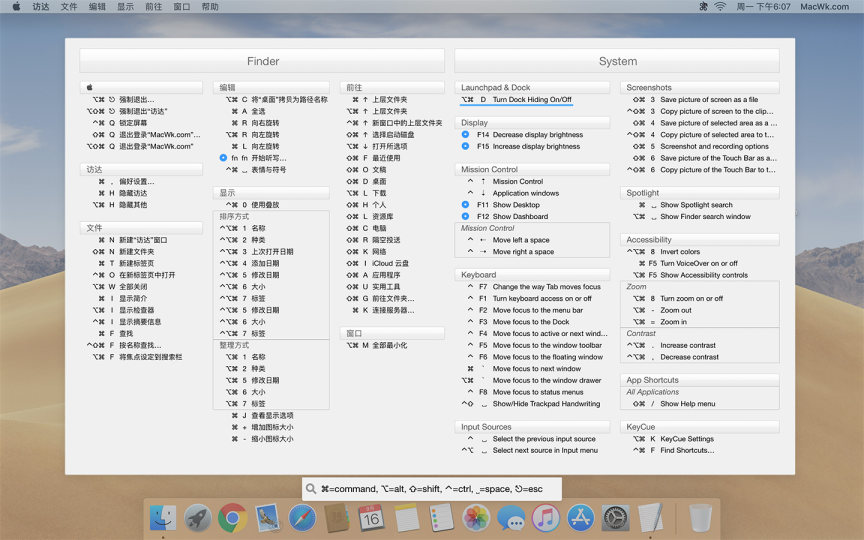 访达 文件 编辑 显示 前往 窗口 帮助
周一 下午6:07 MacWk.com
Finder
⌥⌘ ⎋ 强制退出…
⌥⇧⌘ ⎋ 强制退出“访达”
^⌘ Q 锁定屏幕
⇧⌘ Q 退出登录“MacWk.com”…
⌥⇧⌘ Q 退出登录“MacWk.com”
访达
⌘ , 偏好设置…
⌘ H 隐藏访达
⌥⌘ H 隐藏其他
文件
⌘ N 新建“访达”窗口
⇧⌘ N 新建文件夹
⌘ T 新建标签页
^⌘ O 在新标签页中打开
⌥⌘ W 全部关闭
⌘ I 显示简介
⌥⌘ I 显示检查器
^⌘ I 显示摘要信息
⌘ F 查找
^⇧⌘ F 按名称查找…
⌥⌘ F 将焦点设定到搜索栏
编辑
⌥⌘ C 将“桌面”拷贝为路径名称
⌘ A 全选
⌘ R 向右旋转
⌥⌘ R 向左旋转
⌘ L 向左旋转
fn fn 开始听写…
^⌘ ␣ 表情与符号
显示
^⌘ 0 使用叠放
排序方式
^⌥⌘ 1 名称
^⌥⌘ 2 种类
^⌥⌘ 3 上次打开日期
^⌥⌘ 4 添加日期
^⌥⌘ 5 修改日期
^⌥⌘ 6 大小
^⌥⌘ 7 标签
^⌥⌘ 6 大小
^⌥⌘ 7 标签
整理方式
⌥⌘ 1 名称
⌥⌘ 2 种类
⌥⌘ 5 修改日期
⌥⌘ 6 大小
⌥⌘ 7 标签
⌘ J 查看显示选项
⌘ + 增加图标大小
⌘ - 缩小图标大小
前往
⌘ ↑ 上层文件夹
⇧⌘ ↑ 上层文件夹
^⌘ ↑ 新窗口中的上层文件夹
⇧⌘ ↑ 选择启动磁盘
⌥⌘ ↓ 打开所选项
⇧⌘ F 最近使用
⇧⌘ O 文稿
⇧⌘ D 桌面
⌥⌘ L 下载
⇧⌘ H 个人
⇧⌘ L 资源库
⇧⌘ C 电脑
⇧⌘ R 隔空投送
⇧⌘ K 网络
⇧⌘ I iCloud 云盘
⇧⌘ A 应用程序
⇧⌘ U 实用工具
⇧⌘ G 前往文件夹…
⌘ K 连接服务器…
窗口
⌥⌘ M 全部最小化
System
Launchpad & Dock
⌥⌘ D Turn Dock Hiding On/Off
Display
F14 Decrease display brightness
F15 Increase display brightness
Mission Control
^ ↑ Mission Control
^ ↓ Application windows
F11 Show Desktop
F12 Show Dashboard
Mission Control
^ ← Move left a space
^ → Move right a space
Keyboard
^ F7 Change the way Tab moves focus
^ F1 Turn keyboard access on or off
^ F2 Move focus to the menu bar
^ F3 Move focus to the Dock
^ F4 Move focus to active or next wind…
^ F5 Move focus to the window toolbar
^ F6 Move focus to the floating window
⌘ ` Move focus to next window
⌥⌘ ` Move focus to the window drawer
^ F8 Move focus to status menus
^⇧ ␣ Show/Hide Trackpad Handwriting
Input Sources
^ ␣ Select the previous input source
^⌥ ␣ Select next source in Input menu
Screenshots
⇧⌘ 3 Save picture of screen as a file
^⇧⌘ 3 Copy picture of screen to the clip…
⇧⌘ 4 Save picture of selected area as a …
^⇧⌘ 4 Copy picture of selected area to t…
⇧⌘ 5 Screenshot and recording options
⇧⌘ 6 Save picture of the Touch Bar as a…
^⇧⌘ 6 Copy picture of the Touch Bar to t…
Spotlight
⌘ ␣ Show Spotlight search
⌥⌘ ␣ Show Finder search window
Accessibility
^⌥⌘ 8 Invert colors
⌘ F5 Turn VoiceOver on or off
⌥⌘ F5 Show Accessibility controls
Zoom
⌥⌘ 8 Turn zoom on or off
⌥⌘ - Zoom out
⌥⌘ = Zoom in
Contrast
^⌥⌘ . Increase contrast
^⌥⌘ , Decrease contrast
App Shortcuts
All Applications
⇧⌘ / Show Help menu
KeyCue
⌥⌘ K KeyCue Settings
^⌘ F Find Shortcuts…
⌘=command, ⌥=alt, ⇧=shift, ^=ctrl, ␣=space, ⎋=esc
16